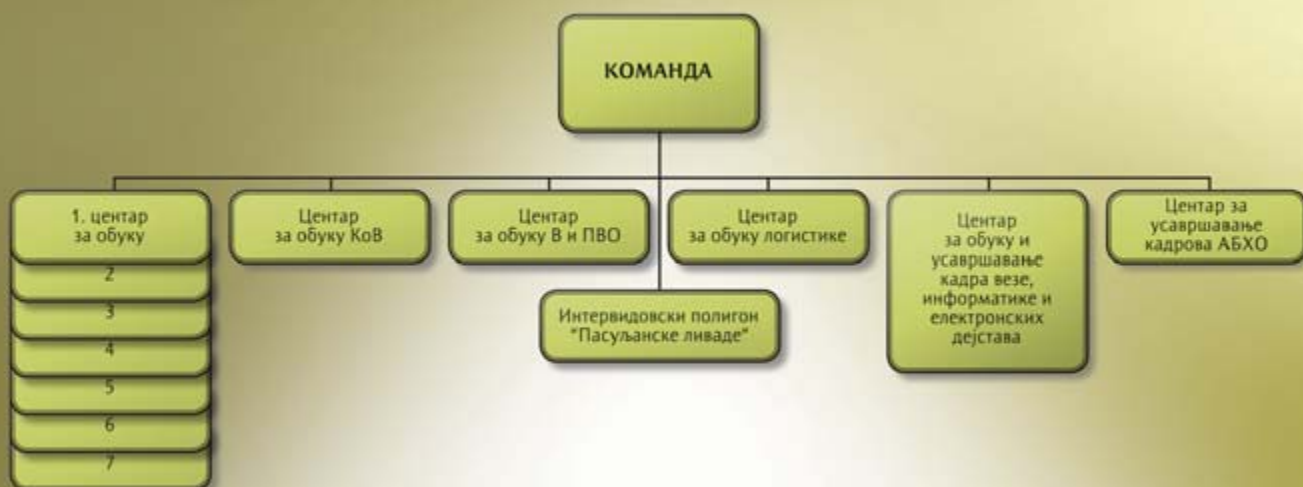 КОМАНДА
1. центар
за обуку
2
3
4
5
6
7
Центар
за обуку КоВ
Центар
за обуку В и ПВО
Центар
за обуку логистике
Центар
за обуку и
усавршавање
кадра везе,
информатике и
електронских
дејстава
Центар за
усавршавање
кадрова АБХО
Интервидовски полигон
"Пасуљанске ливаде"